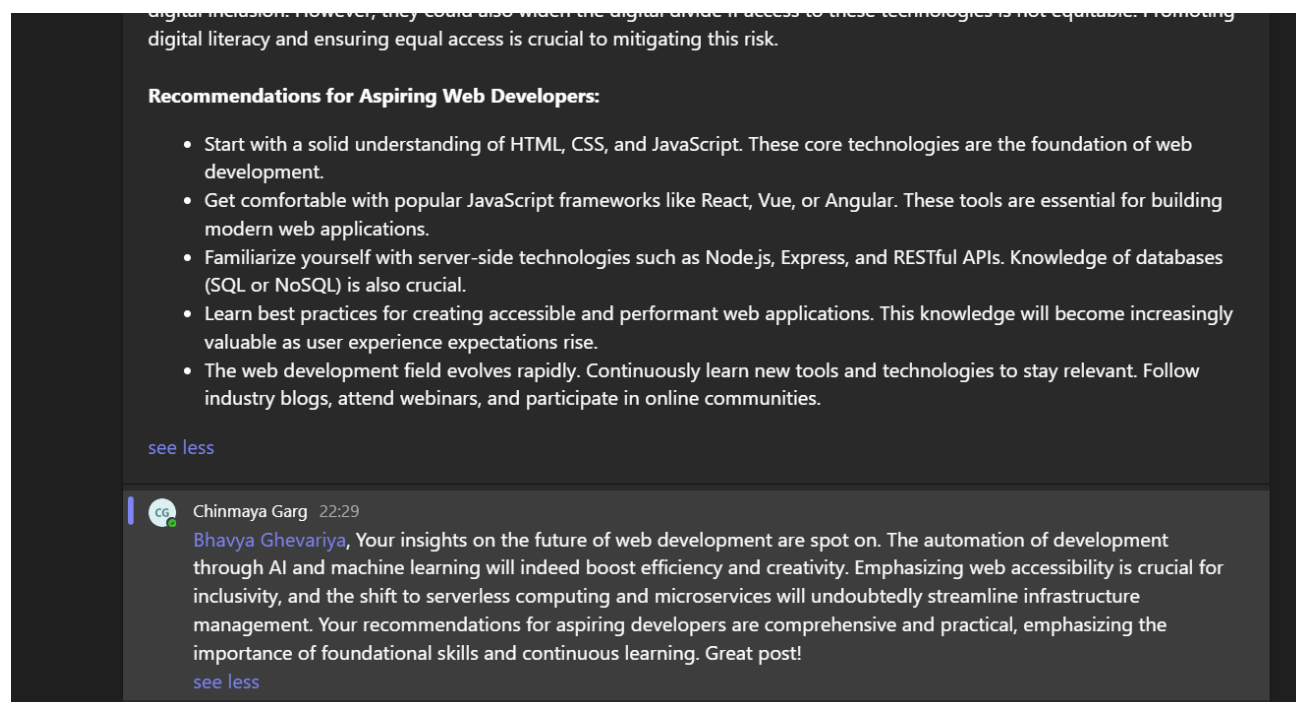 digital inclusion. However, they could also widen the digital divide if access to these technologies is not equitable. Promoting
digital literacy and ensuring equal access is crucial to mitigating this risk.
Recommendations for Aspiring Web Developers:
• Start with a solid understanding of HTML, CSS, and JavaScript. These core technologies are the foundation of web
development.
• Get comfortable with popular JavaScript frameworks like React, Vue, or Angular. These tools are essential for building
modern web applications.
• Familiarize yourself with server-side technologies such as Node.js, Express, and RESTful APIs. Knowledge of databases
(SQL or NoSQL) is also crucial.
• Learn best practices for creating accessible and performant web applications. This knowledge will become increasingly
valuable as user experience expectations rise.
• The web development field evolves rapidly. Continuously learn new tools and technologies to stay relevant. Follow
industry blogs, attend webinars, and participate in online communities.
see less
CG Chinmaya Garg 22:29
Bhavya Ghevariya, Your insights on the future of web development are spot on. The automation of development
through AI and machine learning will indeed boost efficiency and creativity. Emphasizing web accessibility is crucial for
inclusivity, and the shift to serverless computing and microservices will undoubtedly streamline infrastructure
management. Your recommendations for aspiring developers are comprehensive and practical, emphasizing the
importance of foundational skills and continuous learning. Great post!
see less